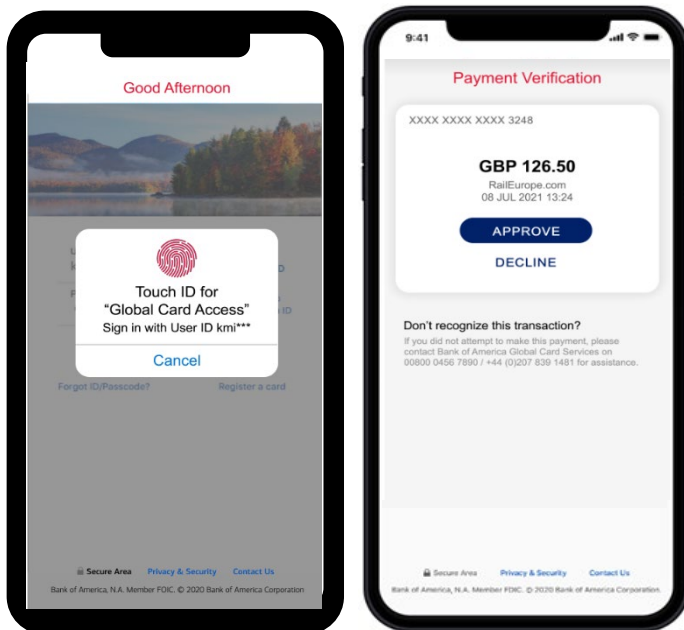 Good Afternoon
Touch ID for
“Global Card Access”
Sign in with User ID kmi***
Cancel
Forgot ID/Passcode?
Register a card
Secure Area
Privacy & Security
Contact Us
Bank of America, N.A. Member FDIC. © 2020 Bank of America Corporation
9:41
Payment Verification
XXXX XXXX XXXX 3248
GBP 126.50
RailEurope.com
08 JUL 2021 13:24
APPROVE
DECLINE
Don’t recognize this transaction?
If you did not attempt to make this payment, please
contact Bank of America Global Card Services on
00800 0456 7890 / +44 (0)207 839 1481 for assistance.
Secure Area
Privacy & Security
Contact Us
Bank of America, N.A. Member FDIC. © 2020 Bank of America Corporation.